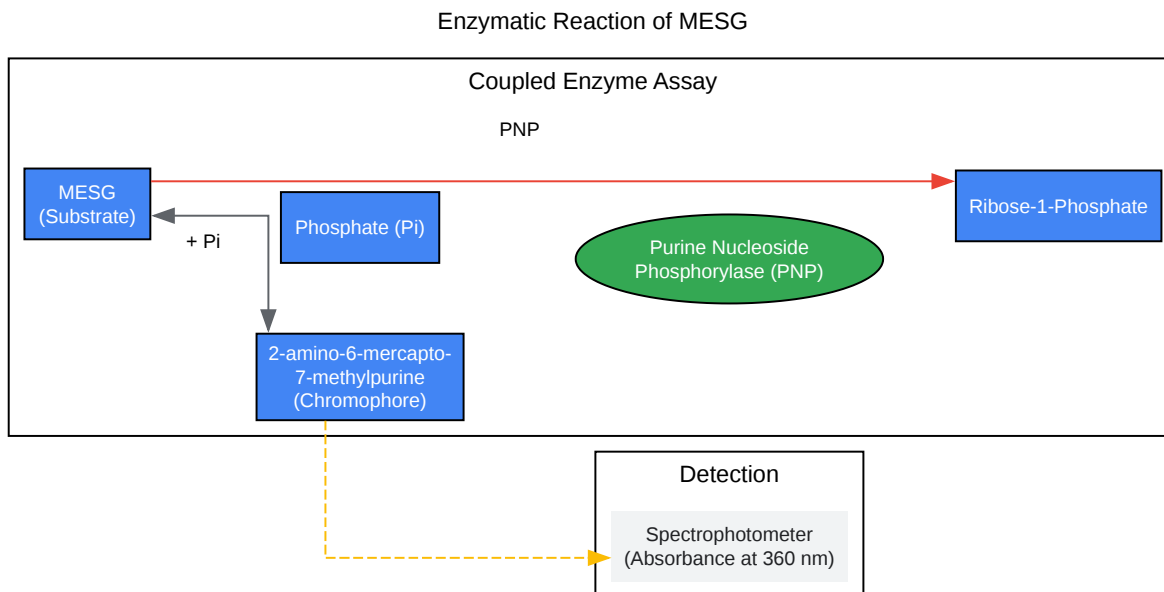 Enzymatic Reaction of MESG
Coupled Enzyme Assay
PNP
MESG
(Substrate)
+ Pi
Phosphate (Pi)
Purine Nucleoside
Phosphorylase (PNP)
Ribose-1-Phosphate
2-amino-6-mercapto-
7-methylpurine
(Chromophore)
Detection
Spectrophotometer
(Absorbance at 360 nm)